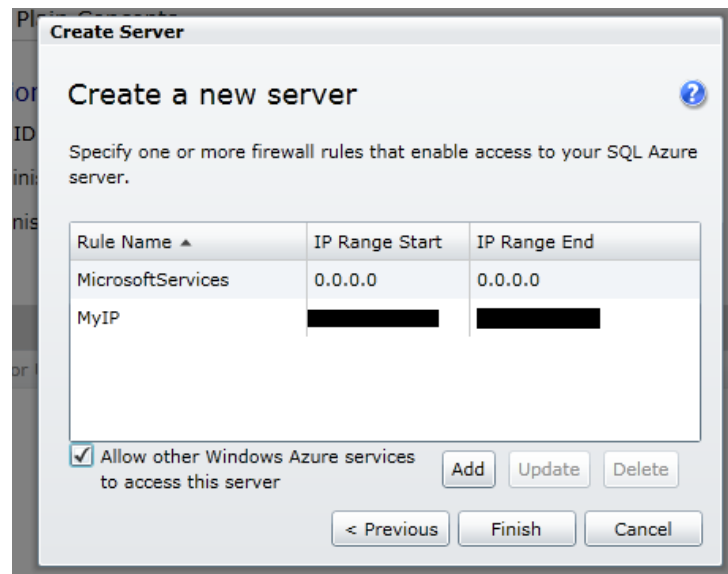 Create Server
Create a new server
Specify one or more firewall rules that enable access to your SQL Azure
server.
Rule Name IP Range Start IP Range End
MicrosoftServices 0.0.0.0 0.0.0.0
MyIP
Allow other Windows Azure services
to access this server
Add Update Delete
< Previous Finish Cancel
ID